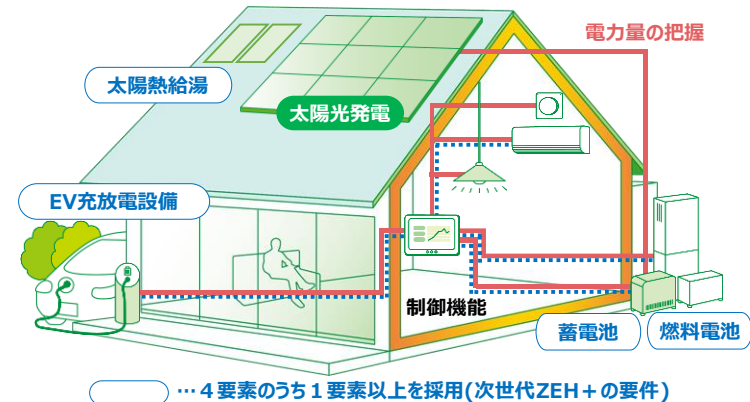 電力量の把握
太陽熱給湯
太陽光発電
EV充放電設備
制御機能
蓄電池
燃料電池
…４要素のうち１要素以上を採用(次世代ZEH＋の要件)